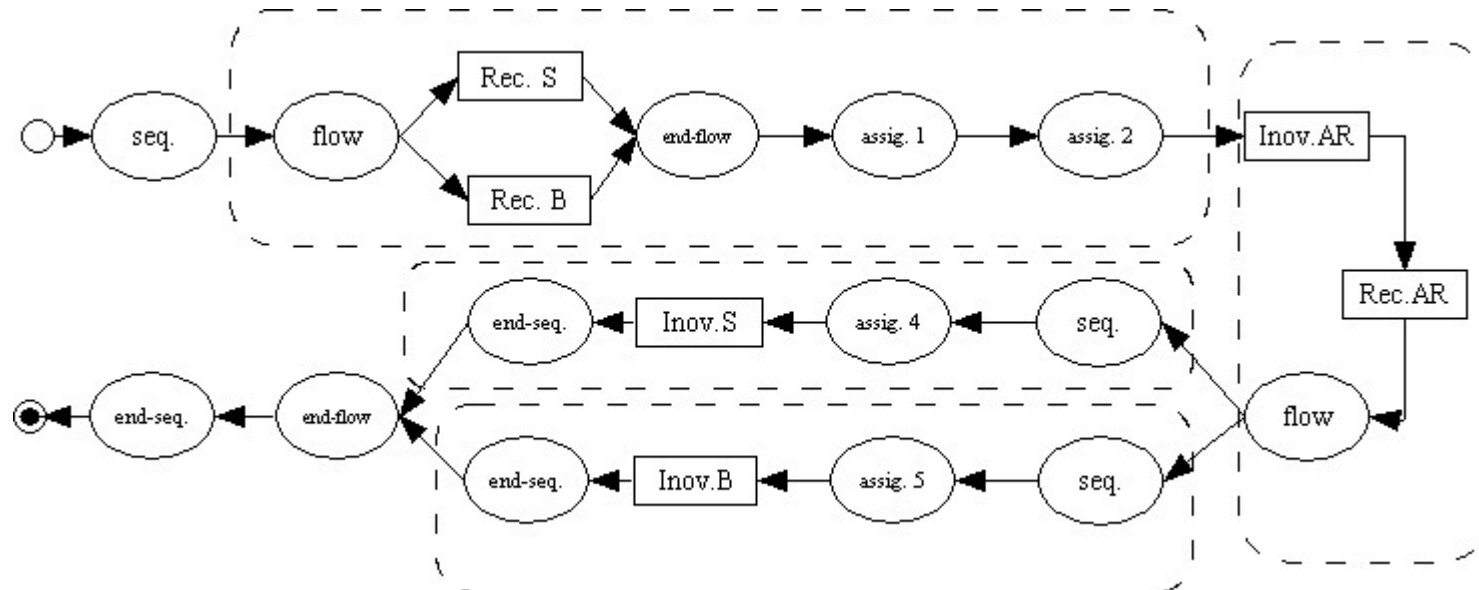 Rec. S
seq.
flow
end-flow
assig. 1
assig. 2
Inov.AR
Rec. B
Rec.AR
end-seq.
Inov.S
assig. 4
seq.
end-seq.
end-flow
flow
end-seq.
Inov.B
assig. 5
seq.